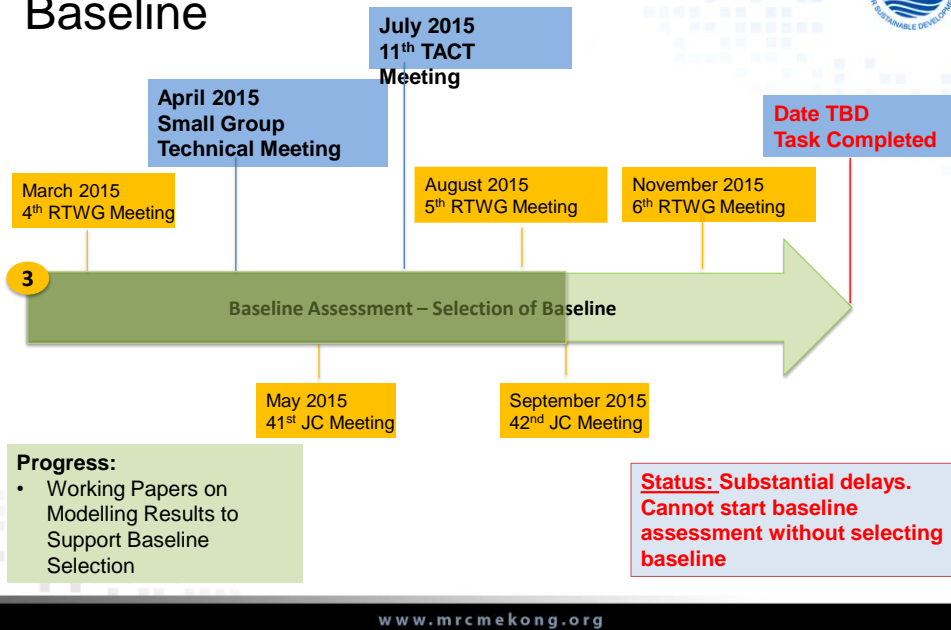 Baseline
July 2015
11th TACT
Meeting
April 2015
Small Group
Technical Meeting
Date TBD
Task Completed
March 2015
4th RTWG Meeting
August 2015
5th RTWG Meeting
November 2015
6th RTWG Meeting
3
Baseline Assessment – Selection of Baseline
May 2015
41st JC Meeting
September 2015
42nd JC Meeting
Progress:
• Working Papers on
Modelling Results to
Support Baseline
Selection
Status: Substantial delays.
Cannot start baseline
assessment without selecting
baseline
www.mrcmekong.org
SUSTAINABLE